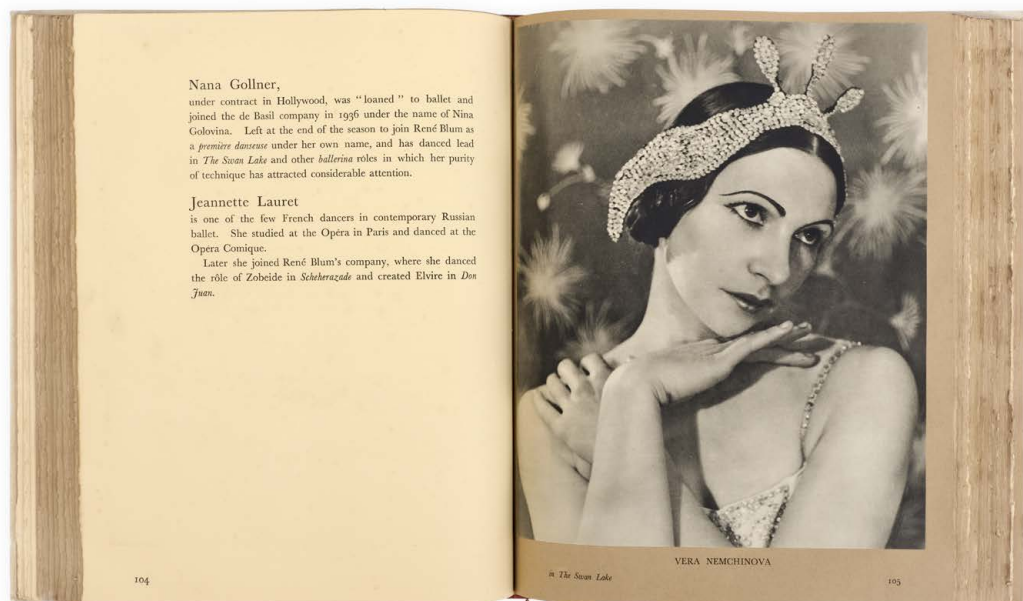 Nana Gollner,
under contract in Hollywood, was "loaned" to ballet and
joined the de Basil company in 1936 under the name of Nina
Golovina. Left at the end of the season to join René Blum as
a première danseuse under her own name, and has danced lead
in The Swan Lake and other ballerina rôles in which her purity
of technique has attracted considerable attention.
Jeannette Lauret
is one of the few French dancers in contemporary Russian
ballet. She studied at the Opéra in Paris and danced at the
Opéra Comique.
Later she joined René Blum's company, where she danced
the rôle of Zobeide in Scheherazade and created Elvire in Don
Juan.
104
VERA NEMCHINOVA
in The Swan Lake
105